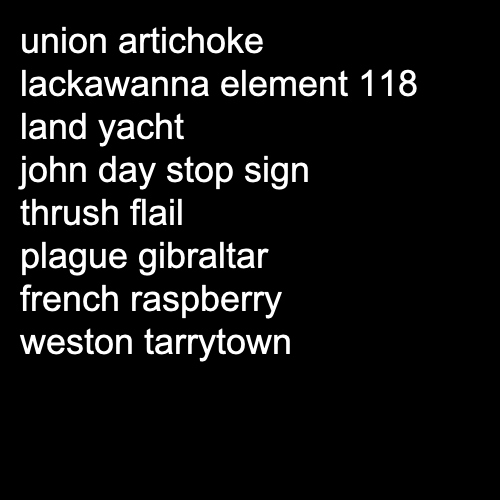 union artichoke
lackawanna element 118
land yacht
john day stop sign
thrush flail
plague gibraltar
french raspberry
weston tarrytown